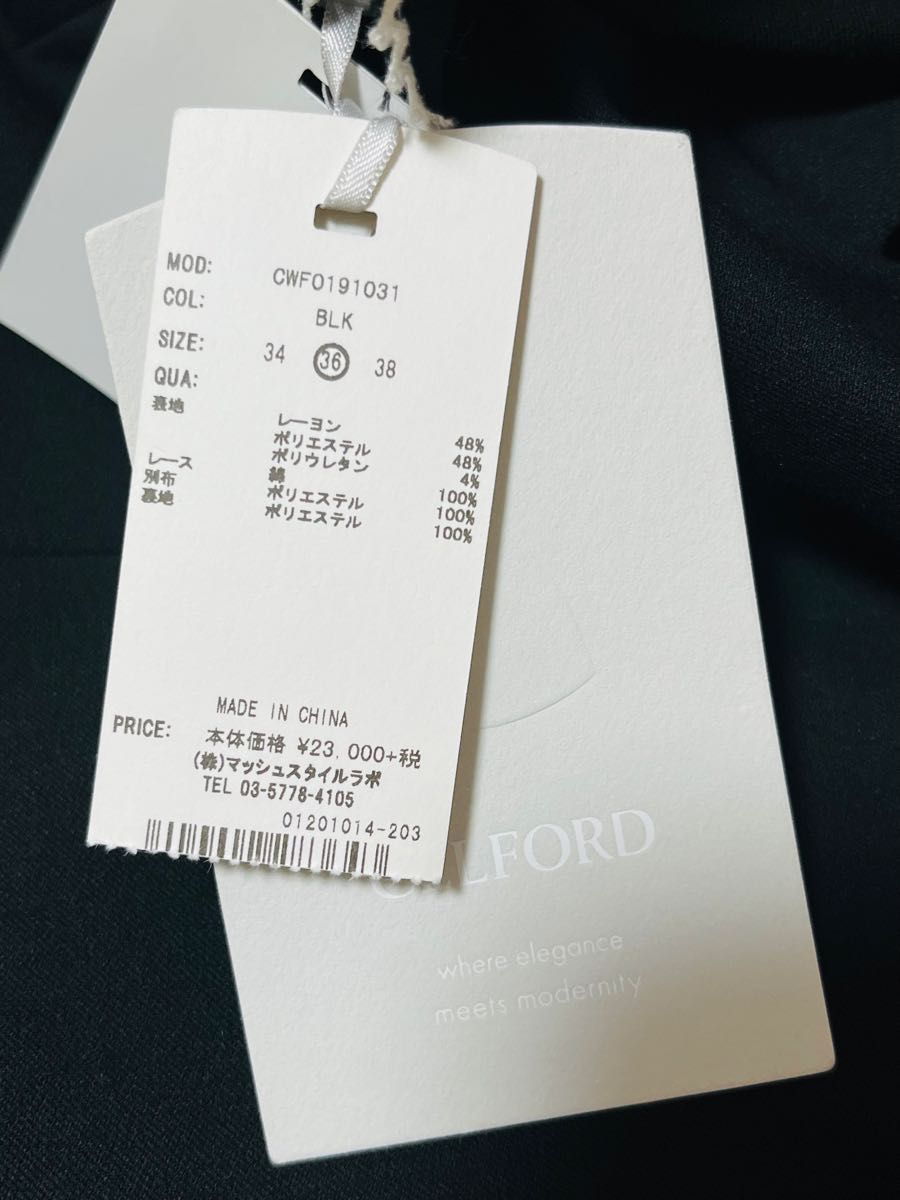 MOD: CWFO191031
COL: BLK
SIZE: 34 36 38
QUA:
表地 レーヨン 48%
ポリエステル 48%
ポリウレタン 4%
レース 綿 100%
別布 ポリエステル 100%
裏地 ポリエステル 100%
MADE IN CHINA
PRICE: 本体価格 ¥23,000+税
(株)マッシュスタイルラボ
TEL 03-5778-4105
01201014-203
LFORD
where elegance
meets modernity